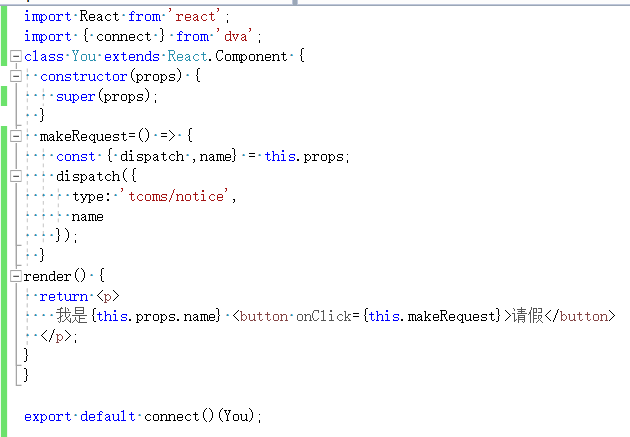 import React from 'react';
import { connect } from 'dva';
class You extends React.Component {
  constructor(props) {
    super(props);
  }
  makeRequest=() => {
    const { dispatch ,name} = this.props;
    dispatch({
      type: 'tcoms/notice',
      name
    });
  }
render() {
  return <p>
    我是{this.props.name} <button onClick={this.makeRequest}>请假</button>
  </p>;
}
}
export default connect()(You);